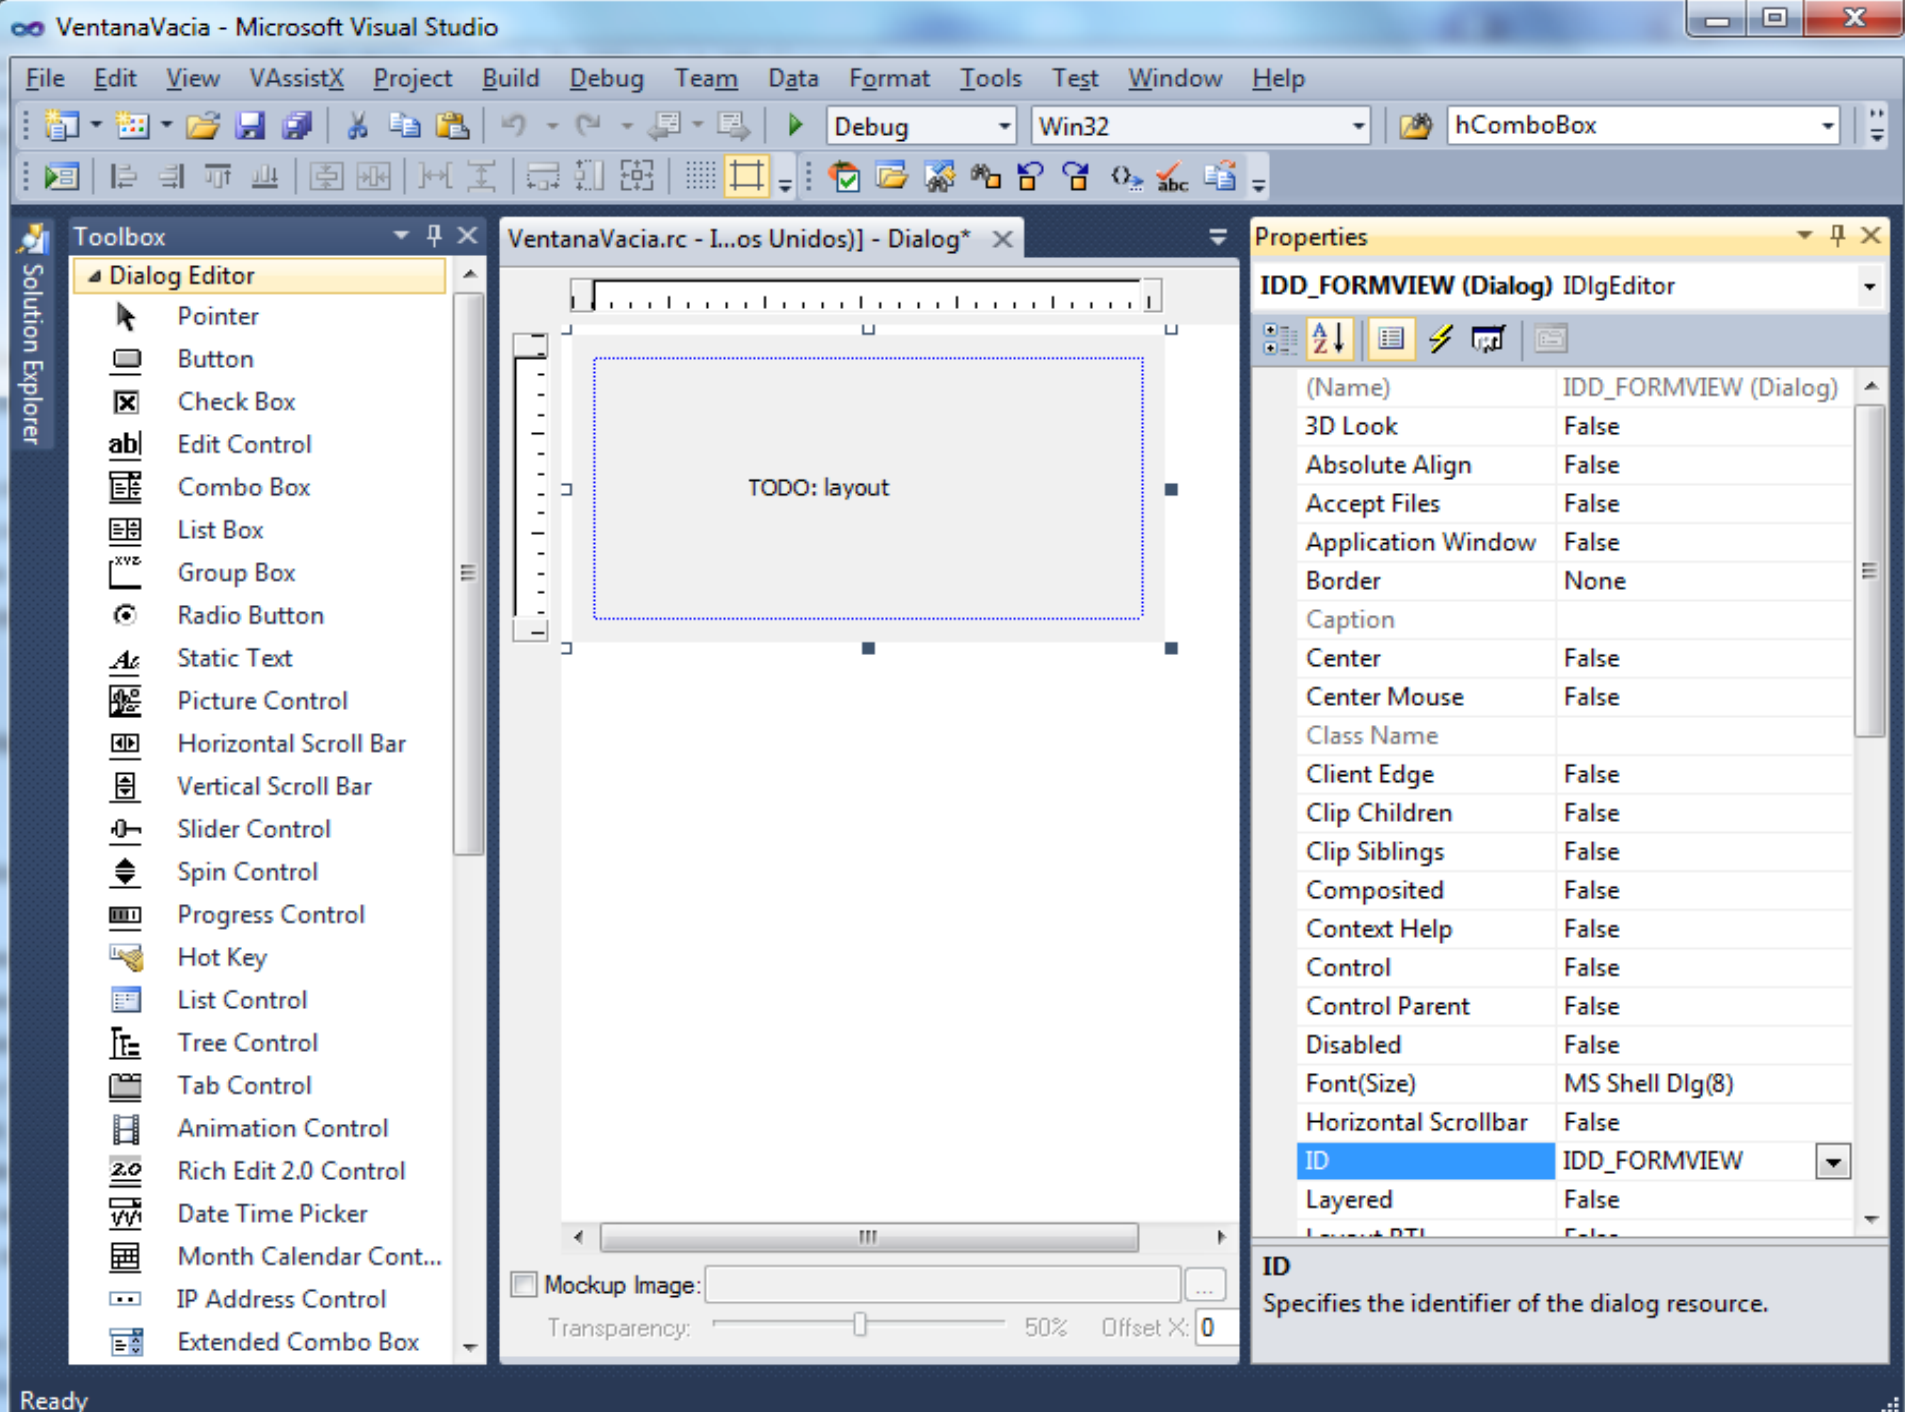 VentanaVacia - Microsoft Visual Studio
File Edit View VAssistX Project Build Debug Team Data Format Tools Test Window Help
Debug Win32 hComboBox
abc
Solution Explorer
Toolbox
Dialog Editor
Pointer
Button
Check Box
ab| Edit Control
Combo Box
List Box
XYZ Group Box
Radio Button
Static Text
Picture Control
Horizontal Scroll Bar
Vertical Scroll Bar
Slider Control
Spin Control
Progress Control
Hot Key
List Control
Tree Control
Tab Control
Animation Control
2.0 Rich Edit 2.0 Control
Date Time Picker
Month Calendar Cont...
IP Address Control
Extended Combo Box
VentanaVacia.rc - I...os Unidos)] - Dialog*
TODO: layout
Mockup Image: ...
Transparency: 50% Offset X: 0
Properties
IDD_FORMVIEW (Dialog) IDlgEditor
(Name) IDD_FORMVIEW (Dialog)
3D Look False
Absolute Align False
Accept Files False
Application Window False
Border None
Caption
Center False
Center Mouse False
Class Name
Client Edge False
Clip Children False
Clip Siblings False
Composited False
Context Help False
Control False
Control Parent False
Disabled False
Font(Size) MS Shell Dlg(8)
Horizontal Scrollbar False
ID IDD_FORMVIEW
Layered False
ID
Specifies the identifier of the dialog resource.
Ready